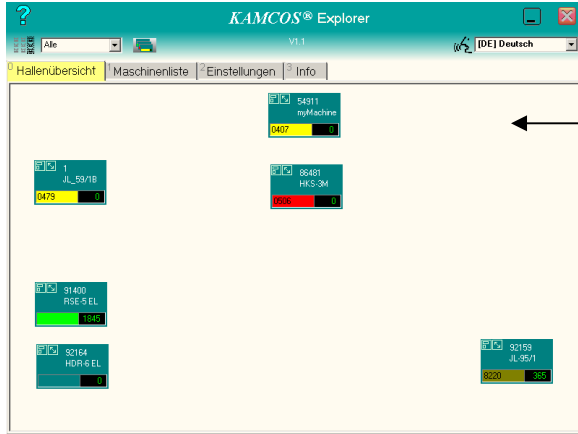 ? KAMCOS® Explorer
Alle V1.1 [DE] Deutsch
0 Hallenübersicht 1 Maschinenliste 2 Einstellungen 3 Info
54911
myMachine
0407 0
1
JL_59/1B
0479 0
86481
HKS-3M
0506 0
91400
RSE-5 EL
1845
92164
HDR-6 EL
0
92159
JL-95/1
8220 365